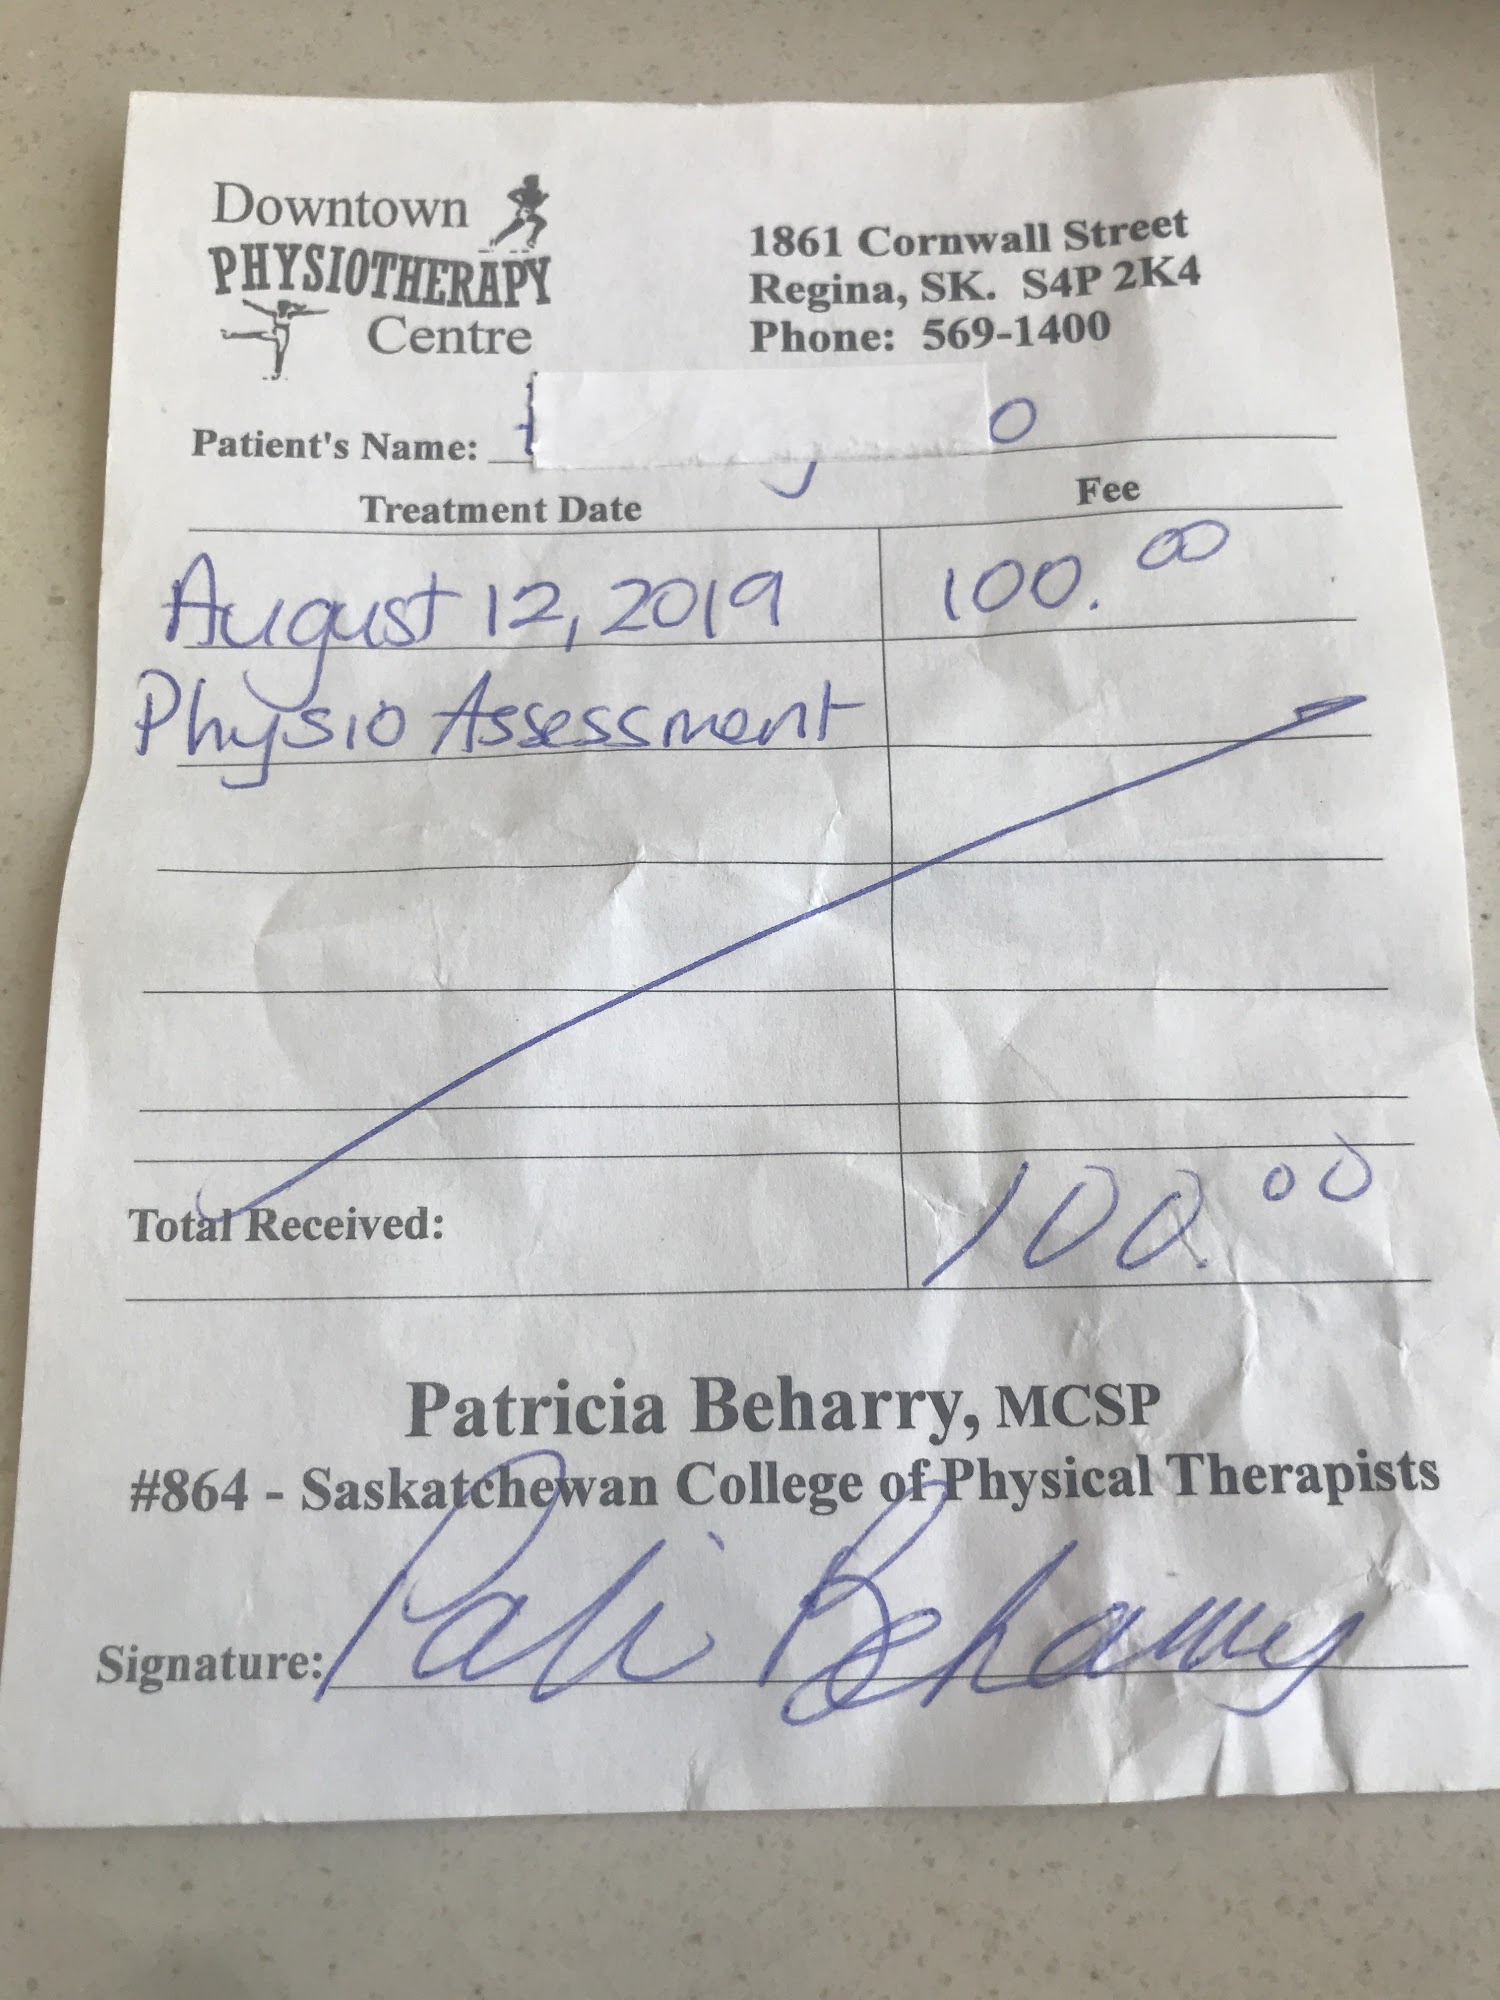 Downtown
PHYSIOTHERAPY
Centre
1861 Cornwall Street
Regina, SK. S4P 2K4
Phone: 569-1400
Patient's Name:
Treatment Date Fee
August 12, 2019 100.00
Physio Assessment
Total Received: 100.00
Patricia Beharry, MCSP
#864 - Saskatchewan College of Physical Therapists
Signature: Pati Beharry